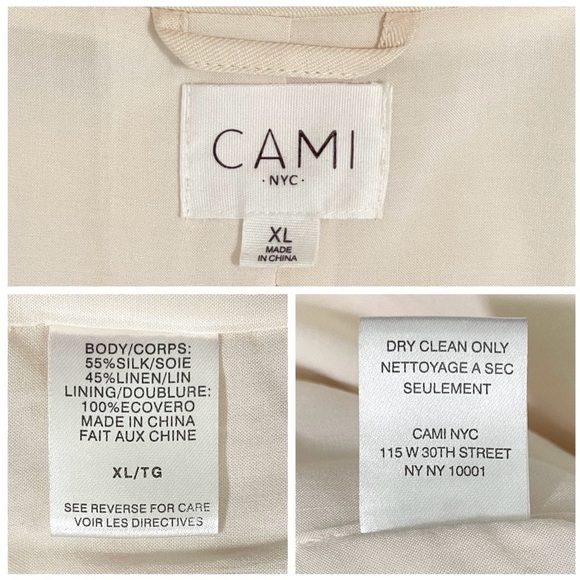 CAMI
·NYC·
XL
MADE
IN CHINA
BODY/CORPS:
55%SILK/SOIE
45%LINEN/LIN
LINING/DOUBLURE:
100%ECOVERO
MADE IN CHINA
FAIT AUX CHINE
XL/TG
SEE REVERSE FOR CARE
VOIR LES DIRECTIVES
DRY CLEAN ONLY
NETTOYAGE A SEC
SEULEMENT
CAMI NYC
115 W 30TH STREET
NY NY 10001